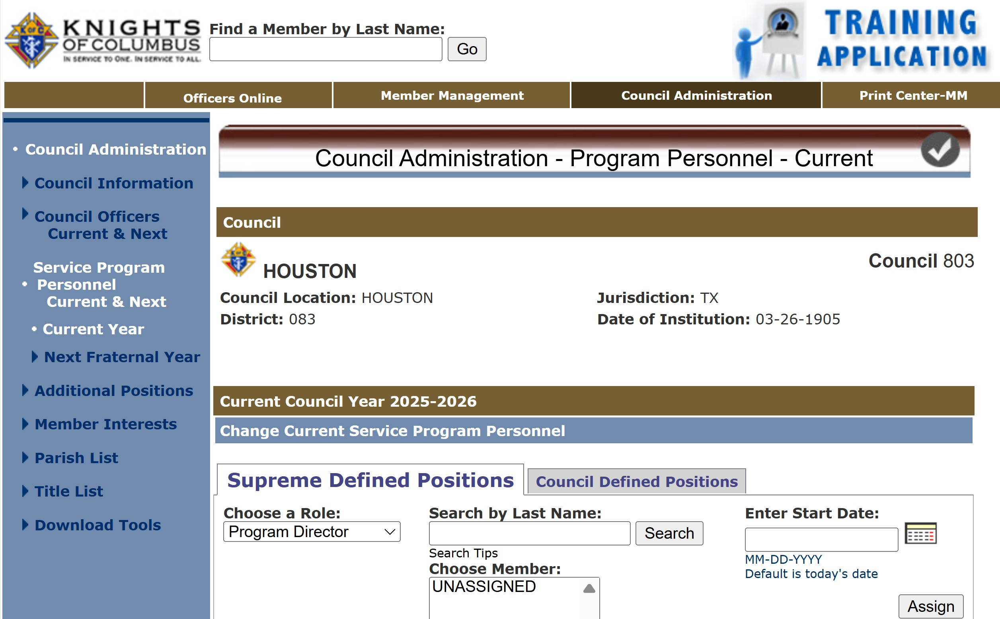 K OF C
KNIGHTS
OF COLUMBUS
IN SERVICE TO ONE. IN SERVICE TO ALL.
Find a Member by Last Name:
Go
TRAINING
APPLICATION
Officers Online
Member Management
Council Administration
Print Center-MM
Council Administration
Council Information
Council Officers
Current & Next
Service Program
Personnel
Current & Next
Current Year
Next Fraternal Year
Additional Positions
Member Interests
Parish List
Title List
Download Tools
Council Administration - Program Personnel - Current
Council
K OF C
HOUSTON
Council 803
Council Location: HOUSTON
Jurisdiction: TX
District: 083
Date of Institution: 03-26-1905
Current Council Year 2025-2026
Change Current Service Program Personnel
Supreme Defined Positions
Council Defined Positions
Choose a Role:
Search by Last Name:
Enter Start Date:
Program Director
Search
Search Tips
MM-DD-YYYY
Choose Member:
Default is today's date
UNASSIGNED
Assign